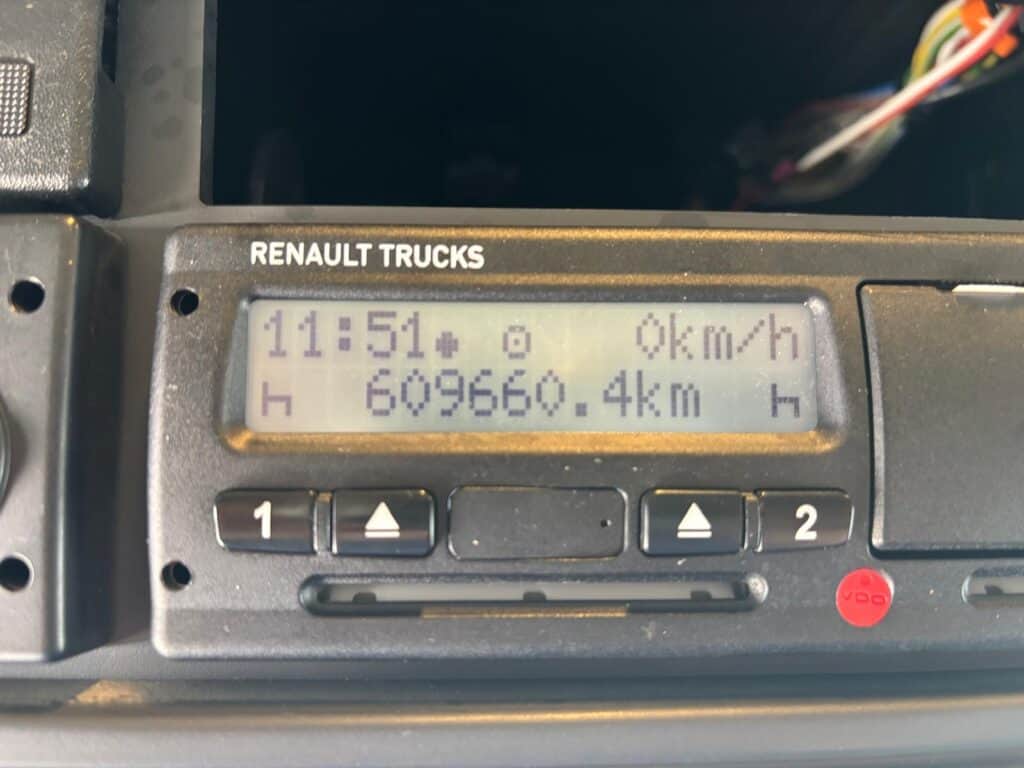 RENAULT TRUCKS
11:51 0km/h
609660.4km
1 2
VDO